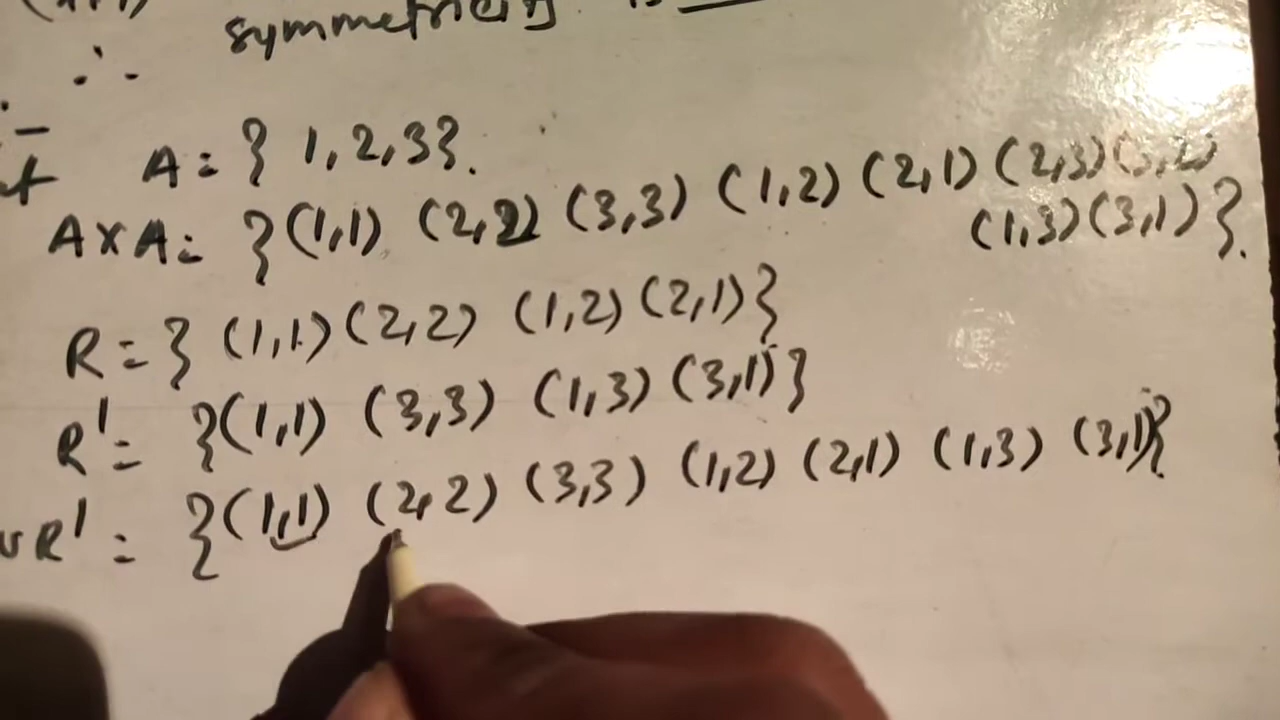 symmetric
∴
A = { 1,2,3}.
A×A = {(1,1) (2,2) (3,3) (1,2) (2,1) (2,3)(3,2)
(1,3)(3,1)}.
R = { (1,1)(2,2) (1,2)(2,1)}
R' = {(1,1) (3,3) (1,3) (3,1)}
R' = {(1,1) (2,2) (3,3) (1,2) (2,1) (1,3) (3,1)}